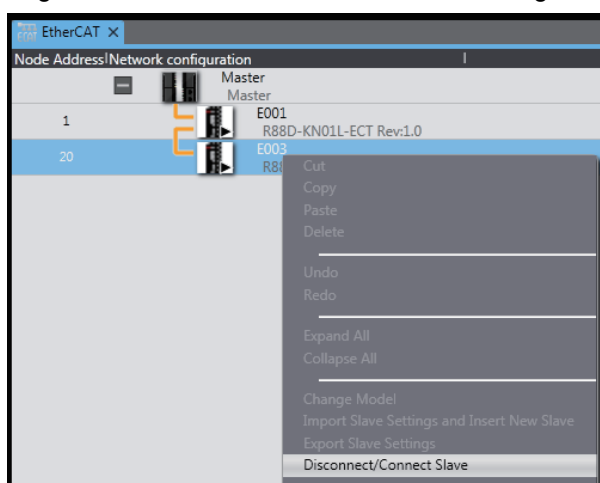 EtherCAT
Node Address Network configuration
Master
Master
1
E001
R88D-KN01L-ECT Rev:1.0
20
E003
Cut
Copy
Paste
Delete
Undo
Redo
Expand All
Collapse All
Change Model
Import Slave Settings and Insert New Slave
Export Slave Settings
Disconnect/Connect Slave